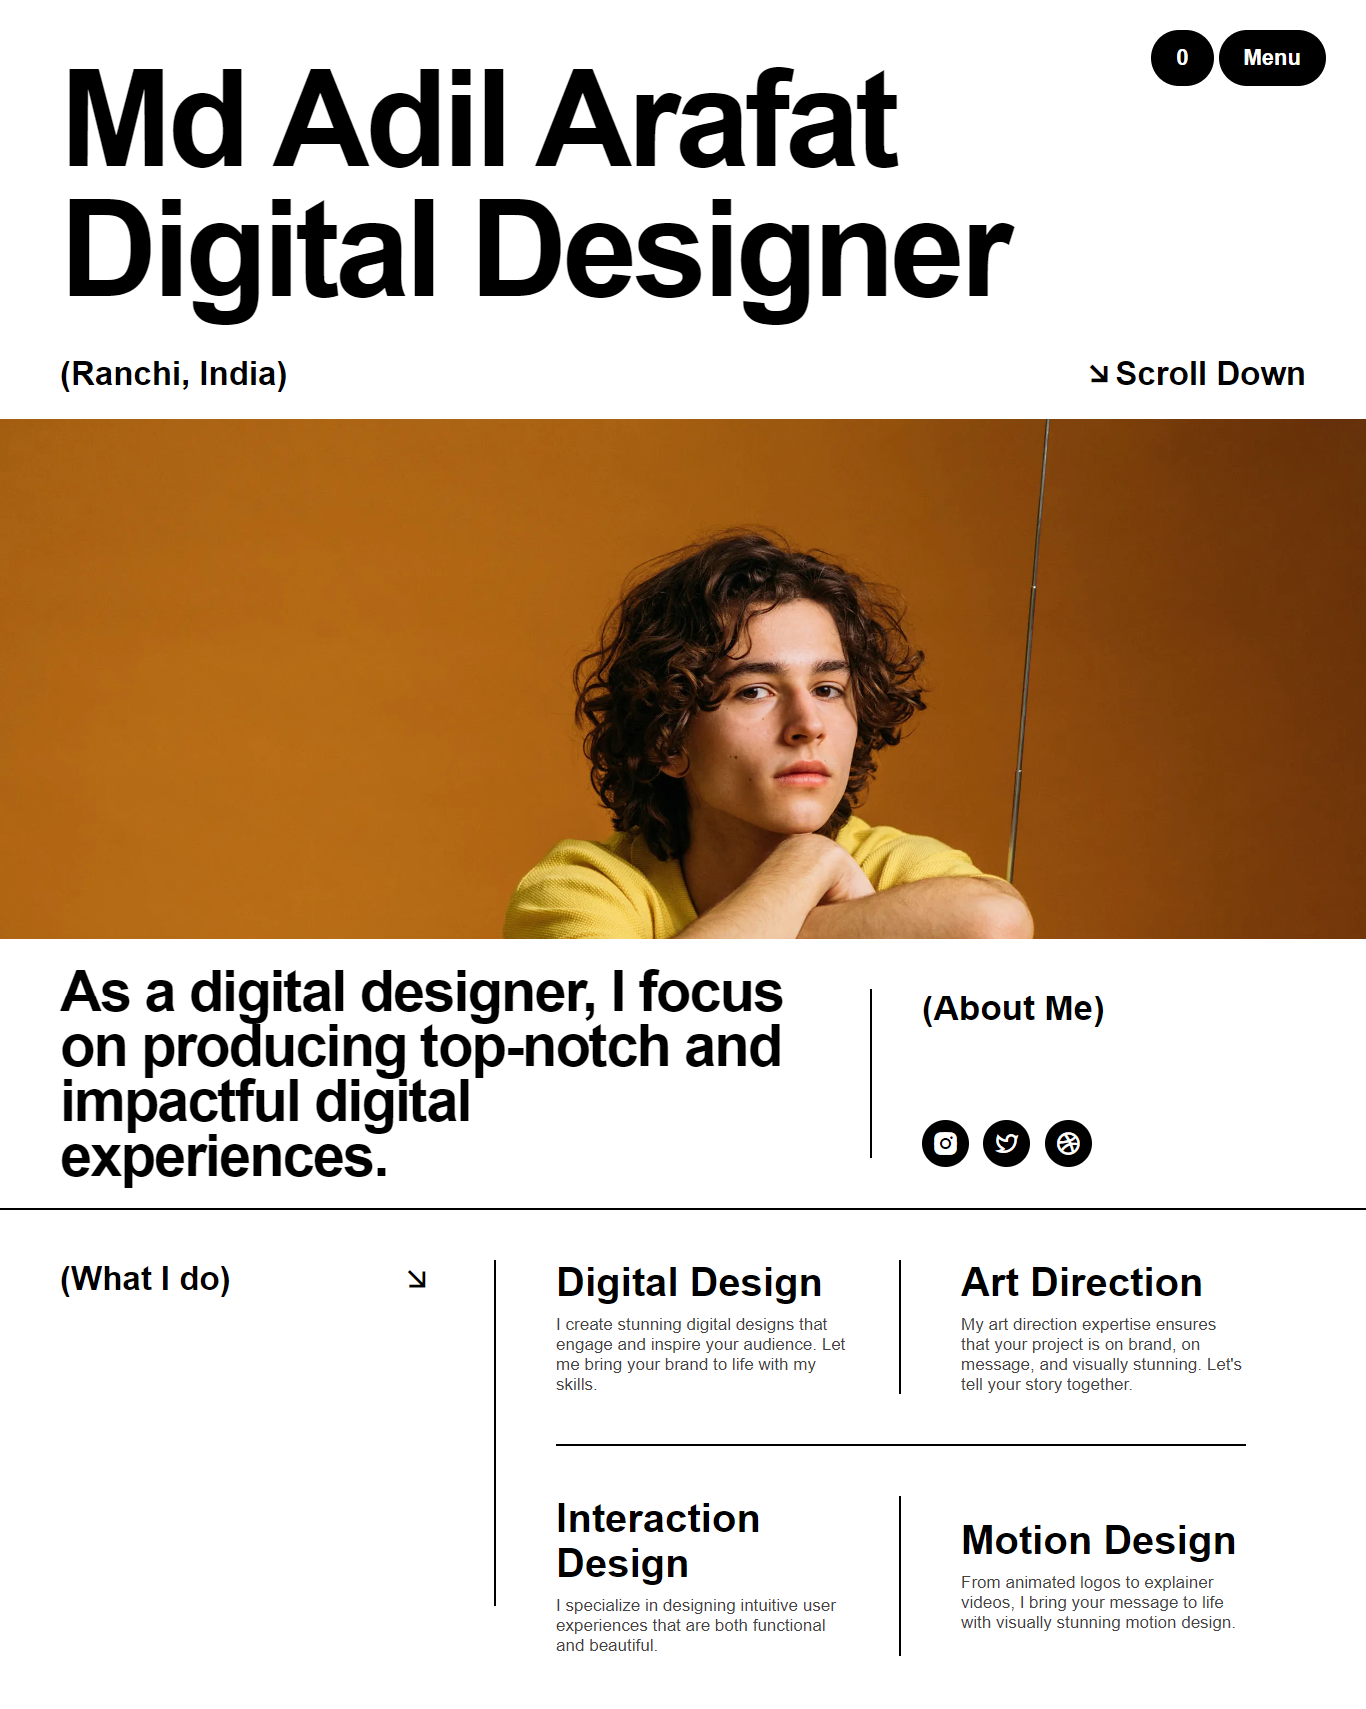 0
Menu
Md Adil Arafat
Digital Designer
(Ranchi, India)
Scroll Down
As a digital designer, I focus
on producing top-notch and
impactful digital
experiences.
(About Me)
(What I do)
Digital Design
I create stunning digital designs that
engage and inspire your audience. Let
me bring your brand to life with my
skills.
Art Direction
My art direction expertise ensures
that your project is on brand, on
message, and visually stunning. Let's
tell your story together.
Interaction
Design
I specialize in designing intuitive user
experiences that are both functional
and beautiful.
Motion Design
From animated logos to explainer
videos, I bring your message to life
with visually stunning motion design.